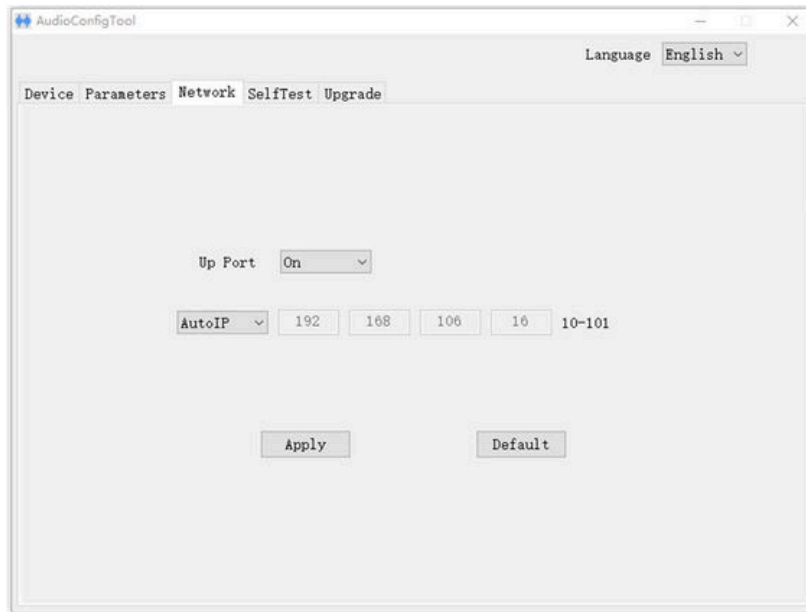 AudioConfigTool
Language English
Device Parameters Network SelfTest Upgrade
Up Port On
AutoIP 192 168 106 16 10-101
Apply Default